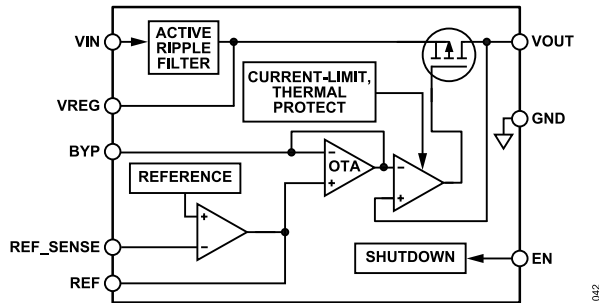 VIN
ACTIVE
RIPPLE
FILTER
VOUT
CURRENT-LIMIT,
THERMAL
PROTECT
VREG
GND
BYP
−
OTA
+
−
+
REFERENCE
+
−
REF_SENSE
SHUTDOWN
EN
REF
042